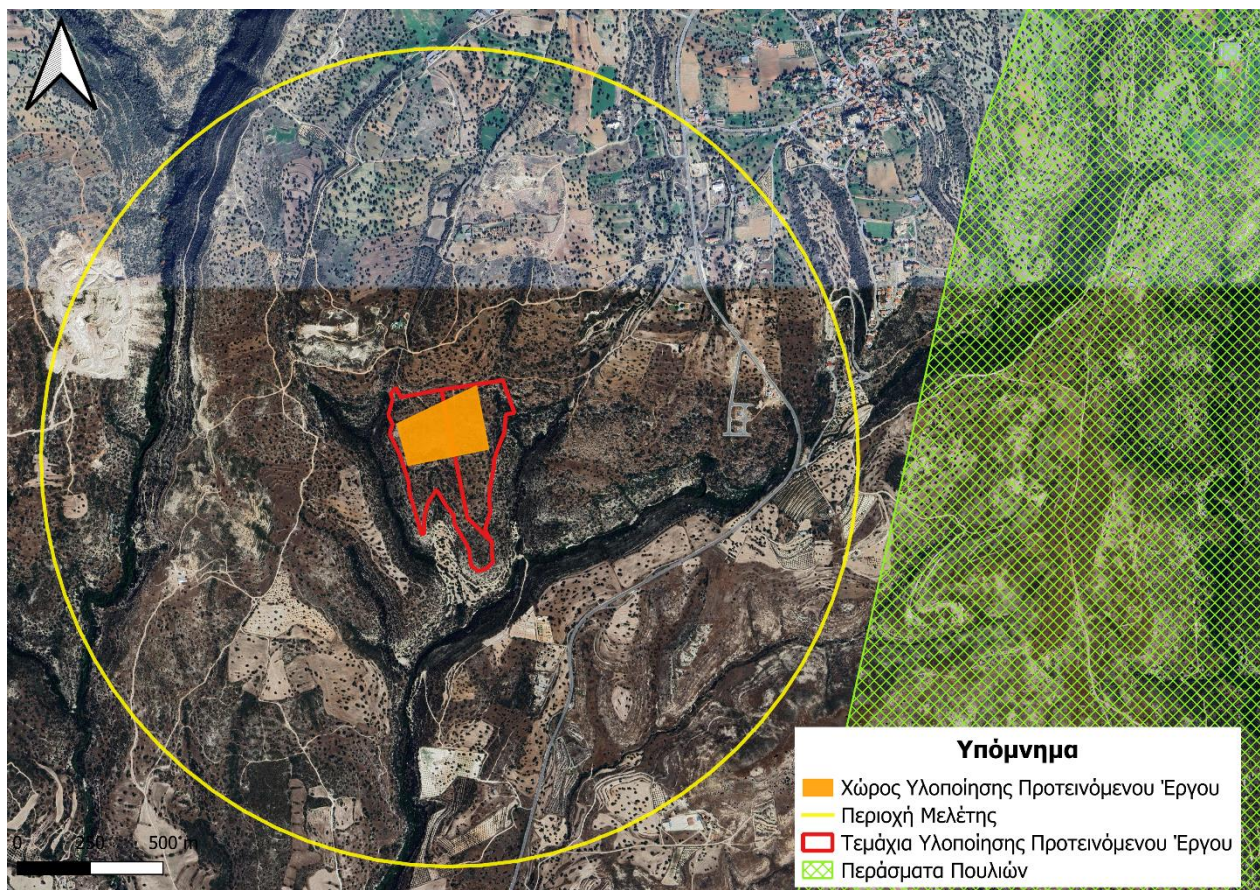 Υπόμνημα
Χώρος Υλοποίησης Προτεινόμενου Έργου
Περιοχή Μελέτης
Τεμάχια Υλοποίησης Προτεινόμενου Έργου
Περάσματα Πουλιών
0 250 500 m